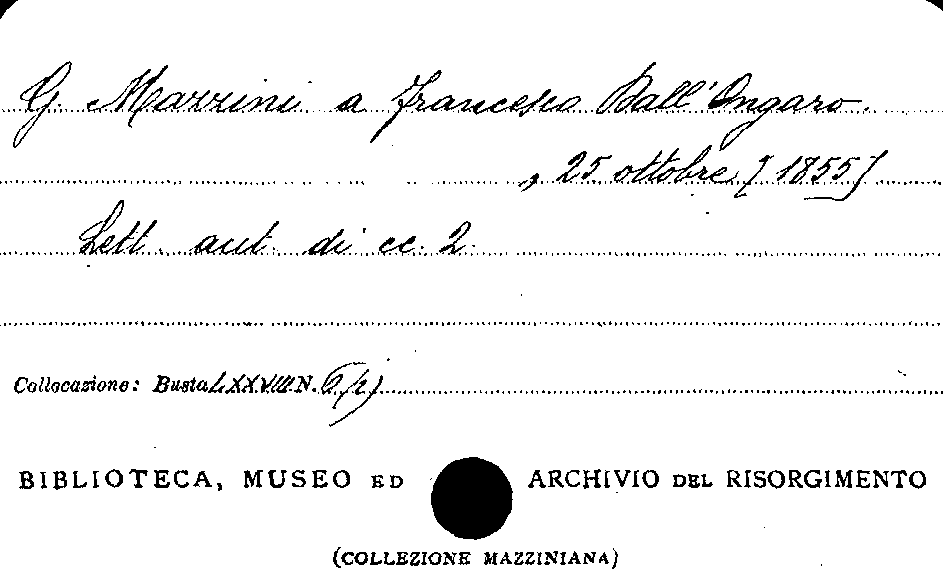 G. Mazzini a Francesco Dall'Ongaro.
, 25 ottobre [1855]
Lett. aut. di cc. 2.
Collocazione: Busta LXXVIII N.
BIBLIOTECA, MUSEO ED ARCHIVIO DEL RISORGIMENTO
(COLLEZIONE MAZZINIANA)